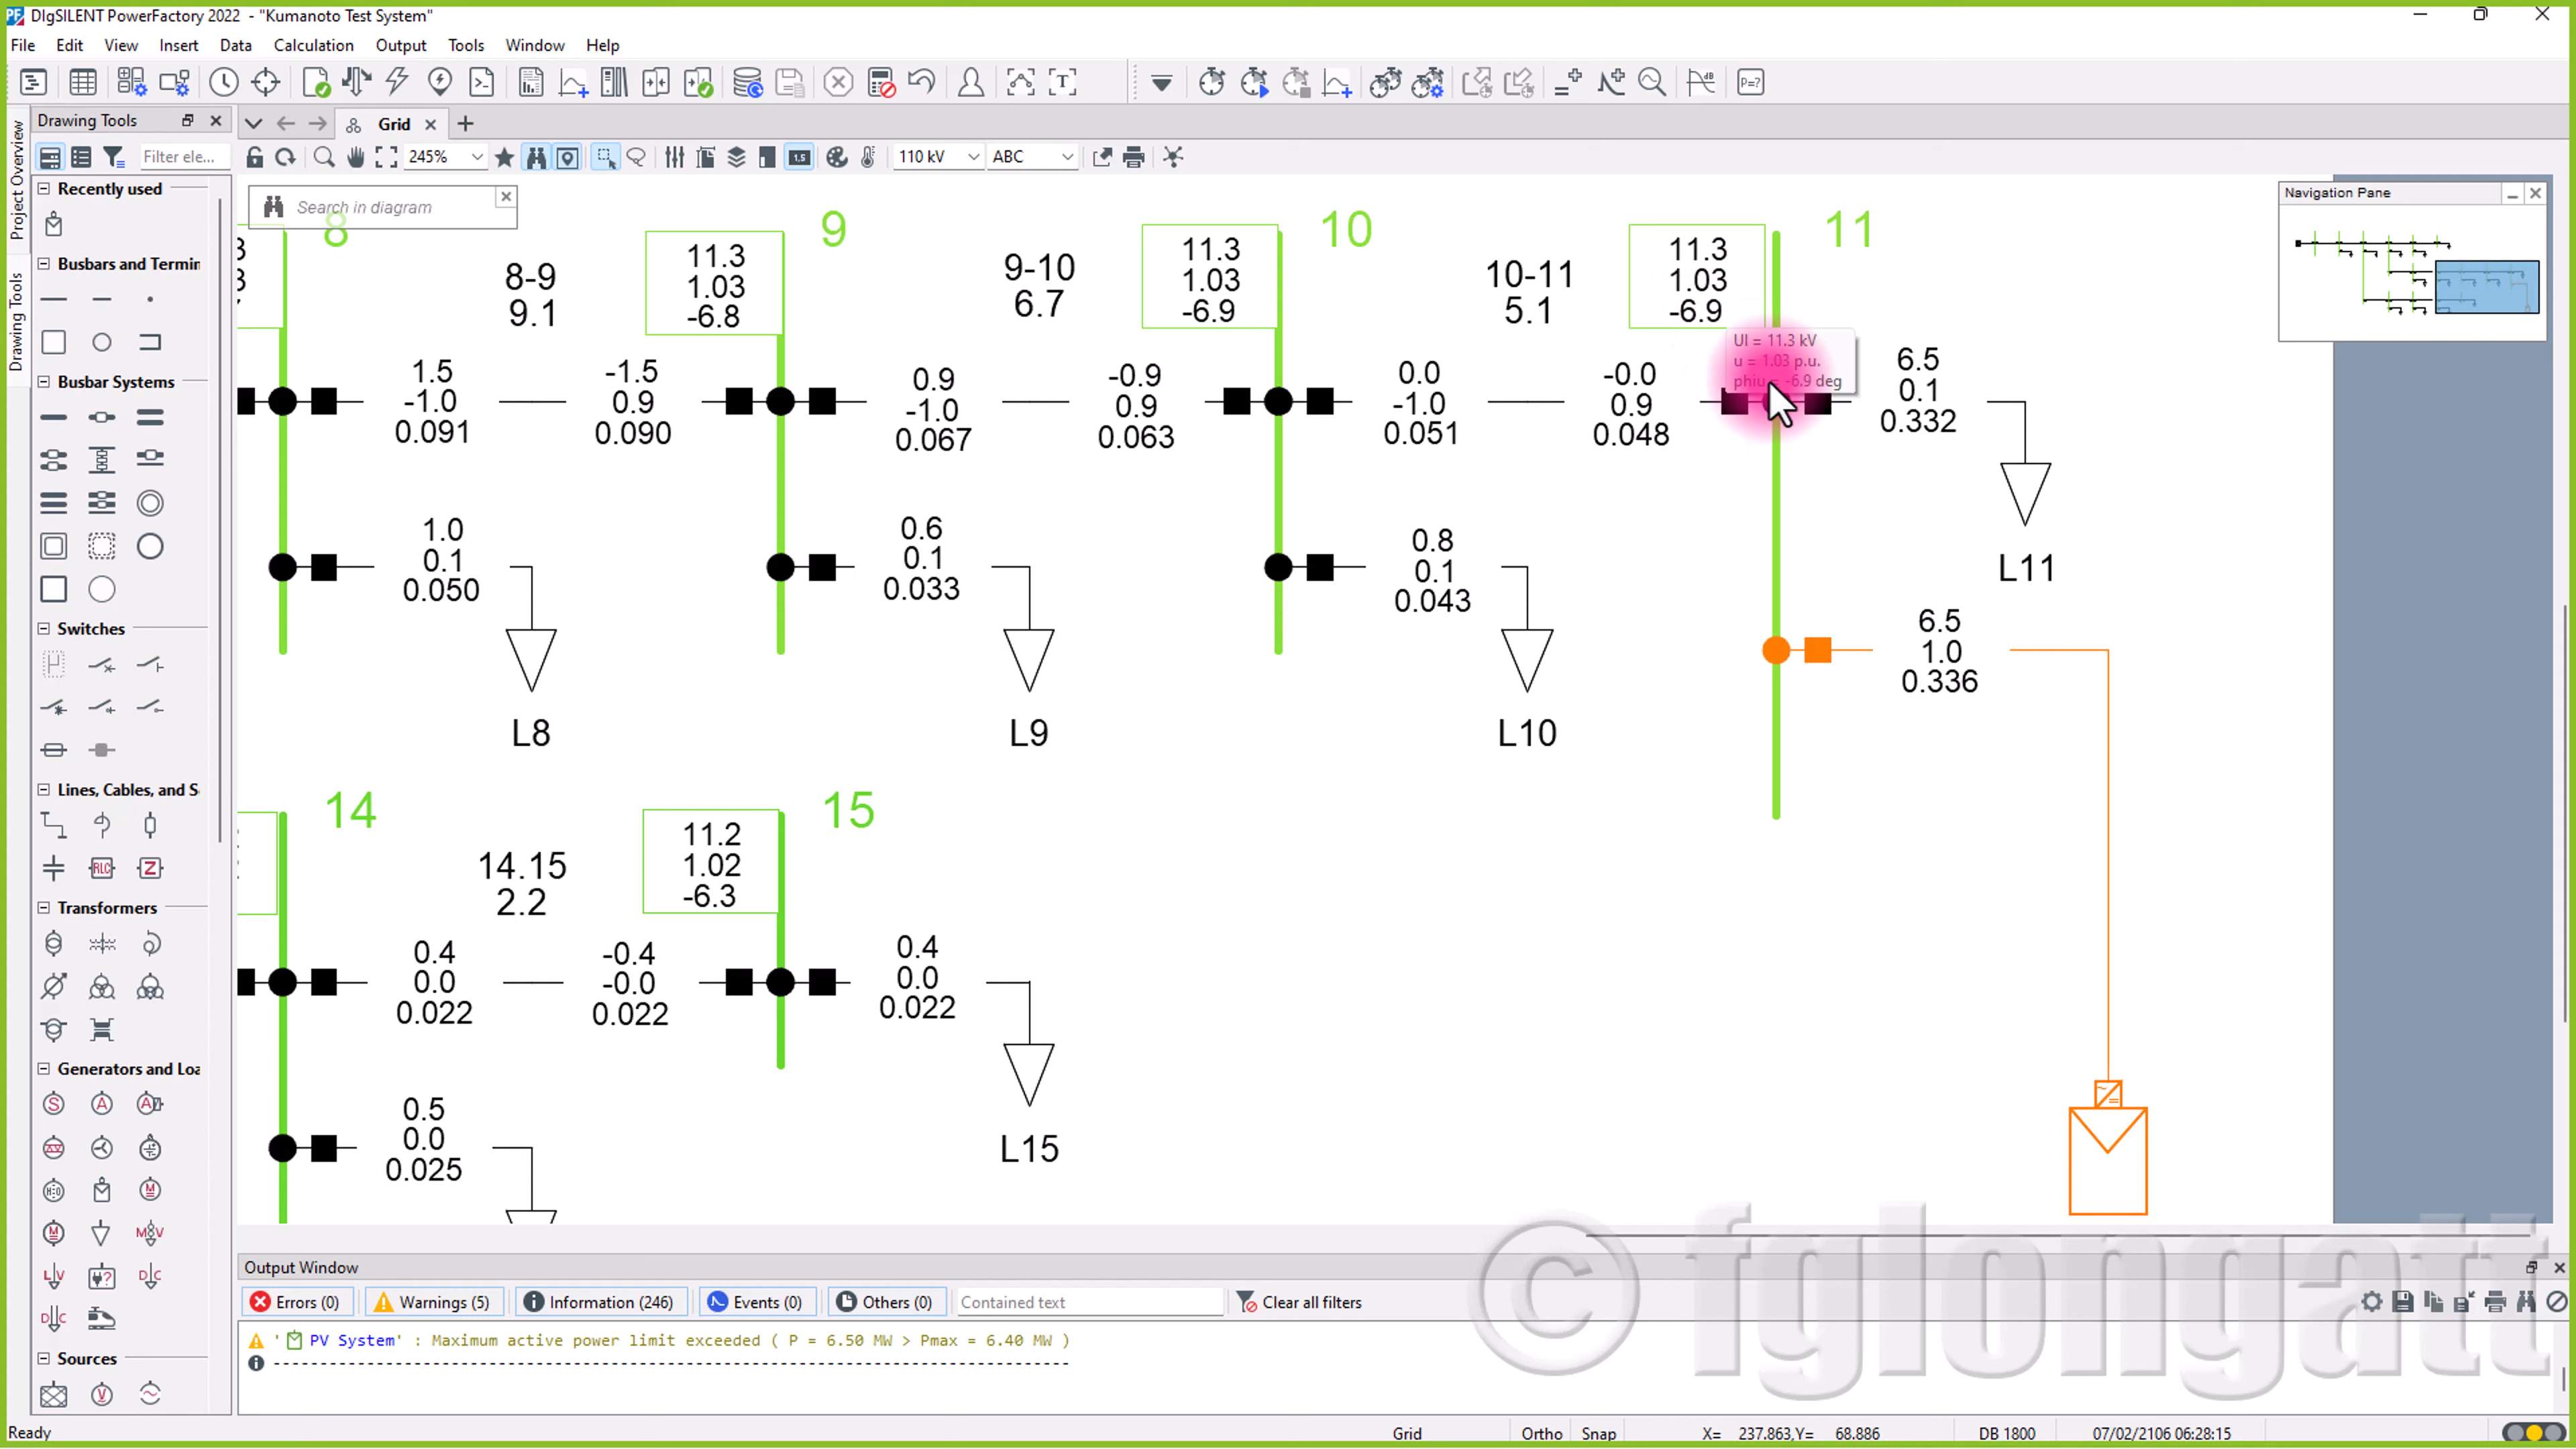 DIgSILENT PowerFactory 2022 - "Kumanoto Test System"
File Edit View Insert Data Calculation Output Tools Window Help
Project Overview
Drawing Tools
Drawing Tools
Grid
Filter ele...
245%
1.5
110 kV
ABC
Recently used
Busbars and Termin
Busbar Systems
Switches
Lines, Cables, and S
Transformers
Generators and Loa
Sources
Search in diagram
Navigation Pane
8
9
10
11
8-9
9.1
11.3
1.03
-6.8
9-10
6.7
11.3
1.03
-6.9
10-11
5.1
11.3
1.03
-6.9
Ul = 11.3 kV
u = 1.03 p.u.
phiu = -6.9 deg
1.5
-1.0
0.091
-1.5
0.9
0.090
0.9
-1.0
0.067
-0.9
0.9
0.063
0.0
-1.0
0.051
-0.0
0.9
0.048
6.5
0.1
0.332
L11
1.0
0.1
0.050
L8
0.6
0.1
0.033
L9
0.8
0.1
0.043
L10
6.5
1.0
0.336
14
15
14.15
2.2
11.2
1.02
-6.3
0.4
0.0
0.022
-0.4
-0.0
0.022
0.4
0.0
0.022
L15
0.5
0.0
0.025
© fglongatt
Output Window
Errors (0) Warnings (5) Information (246) Events (0) Others (0) Contained text Clear all filters
' PV System' : Maximum active power limit exceeded ( P = 6.50 MW > Pmax = 6.40 MW )
--------------------------------------------------------------------------------
Ready
Grid Ortho Snap X= 237.863,Y= 68.886 DB 1800 07/02/2106 06:28:15